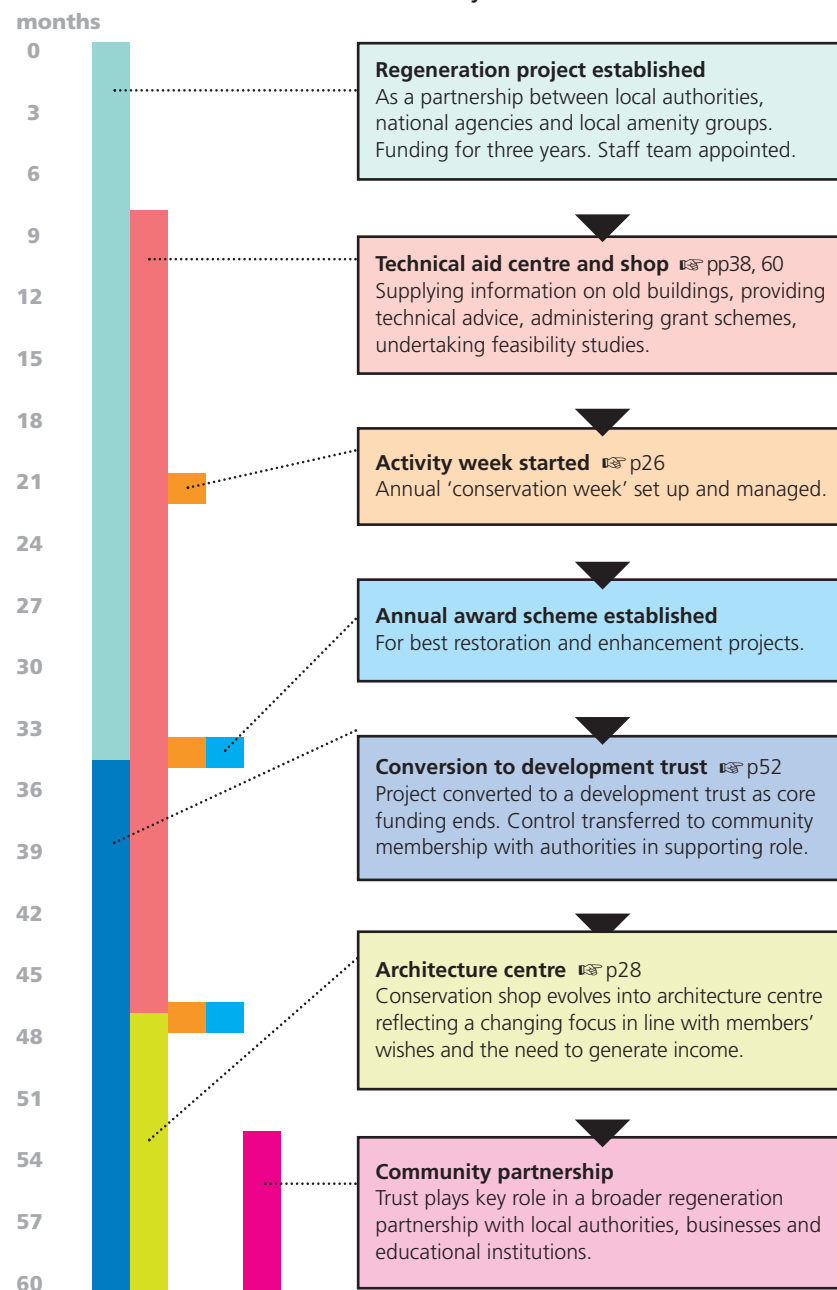 months
0
3
6
9
12
15
18
21
24
27
30
33
36
39
42
45
48
51
54
57
60
Regeneration project established
As a partnership between local authorities,
national agencies and local amenity groups.
Funding for three years. Staff team appointed.
Technical aid centre and shop ☞ pp38, 60
Supplying information on old buildings, providing
technical advice, administering grant schemes,
undertaking feasibility studies.
Activity week started ☞ p26
Annual ‘conservation week’ set up and managed.
Annual award scheme established
For best restoration and enhancement projects.
Conversion to development trust ☞ p52
Project converted to a development trust as core
funding ends. Control transferred to community
membership with authorities in supporting role.
Architecture centre ☞ p28
Conservation shop evolves into architecture centre
reflecting a changing focus in line with members’
wishes and the need to generate income.
Community partnership
Trust plays key role in a broader regeneration
partnership with local authorities, businesses and
educational institutions.